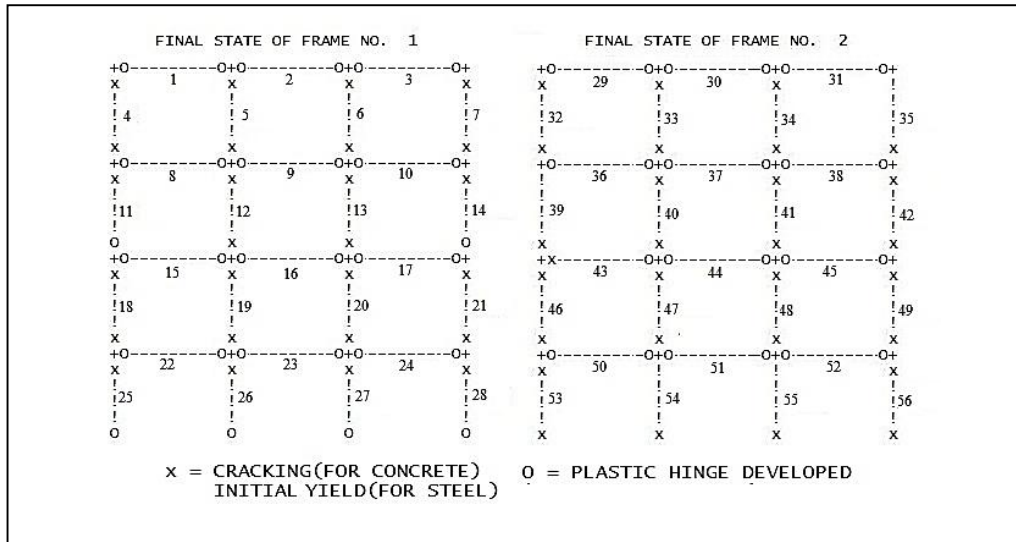 FINAL STATE OF FRAME NO. 1
FINAL STATE OF FRAME NO. 2
+O--------O+O--------O+O--------O+
1 2 3
x x x x
! 4 ! 5 ! 6 ! 7
x x x x
+O--------O+O--------O+O--------O+
8 9 10
x x x x
! 11 ! 12 ! 13 ! 14
O x x O
+O--------O+O--------O+O--------O+
15 16 17
x x x x
! 18 ! 19 ! 20 ! 21
x x x x
+O--------O+O--------O+O--------O+
22 23 24
x x x x
! 25 ! 26 ! 27 ! 28
O O O O
+O--------O+O--------O+O--------O+
29 30 31
x x x
! 32 ! 33 ! 34 ! 35
x x x x
+O--------O+O--------O+O--------O+
36 37 38
x x x
! 39 ! 40 ! 41 ! 42
x x x x
+x--------O+O--------O+O--------O+
43 44 45
x x x x
! 46 ! 47 ! 48 ! 49
x x x x
+O--------O+O--------O+O--------O+
50 51 52
x x x x
! 53 ! 54 ! 55 ! 56
x x x x
x = CRACKING(FOR CONCRETE) O = PLASTIC HINGE DEVELOPED
INITIAL YIELD(FOR STEEL)